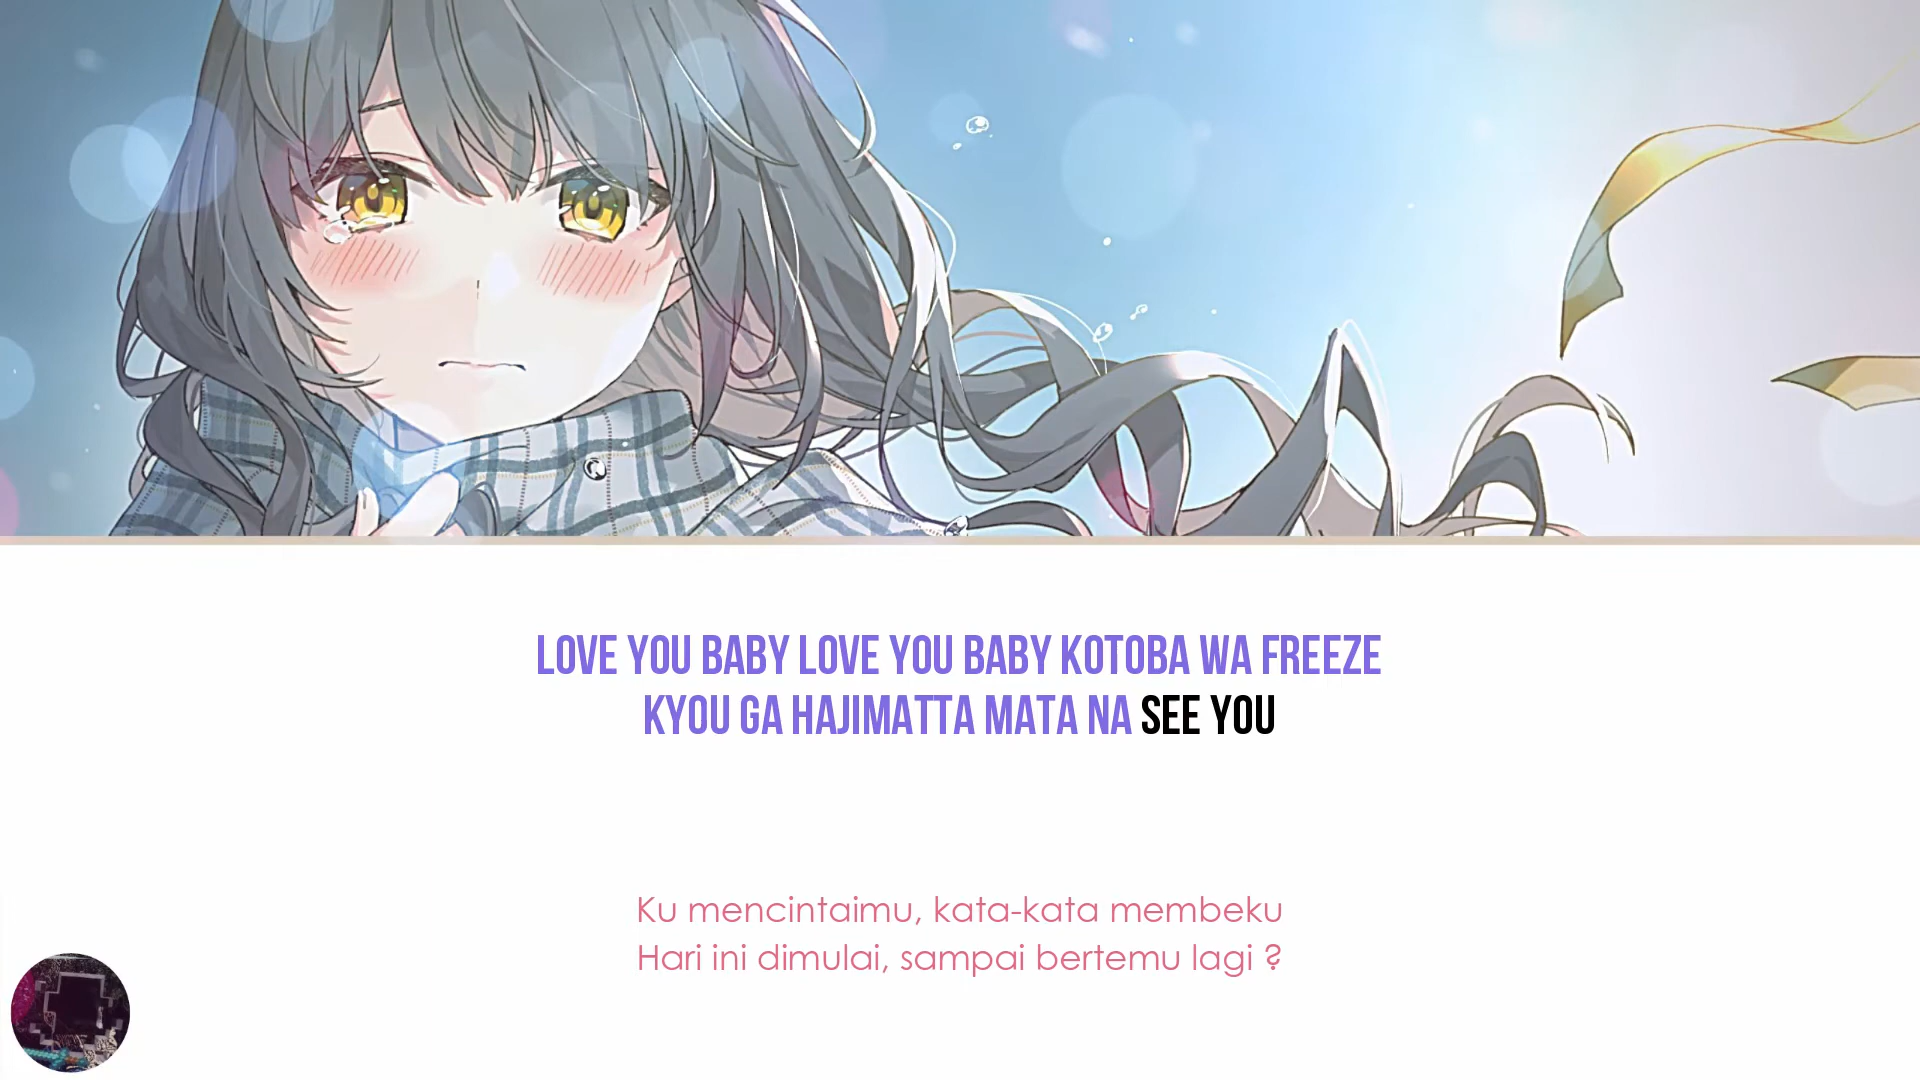 LOVE YOU BABY LOVE YOU BABY KOTOBA WA FREEZE
KYOU GA HAJIMATTA MATA NA SEE YOU
Ku mencintaimu, kata-kata membeku
Hari ini dimulai, sampai bertemu lagi ?